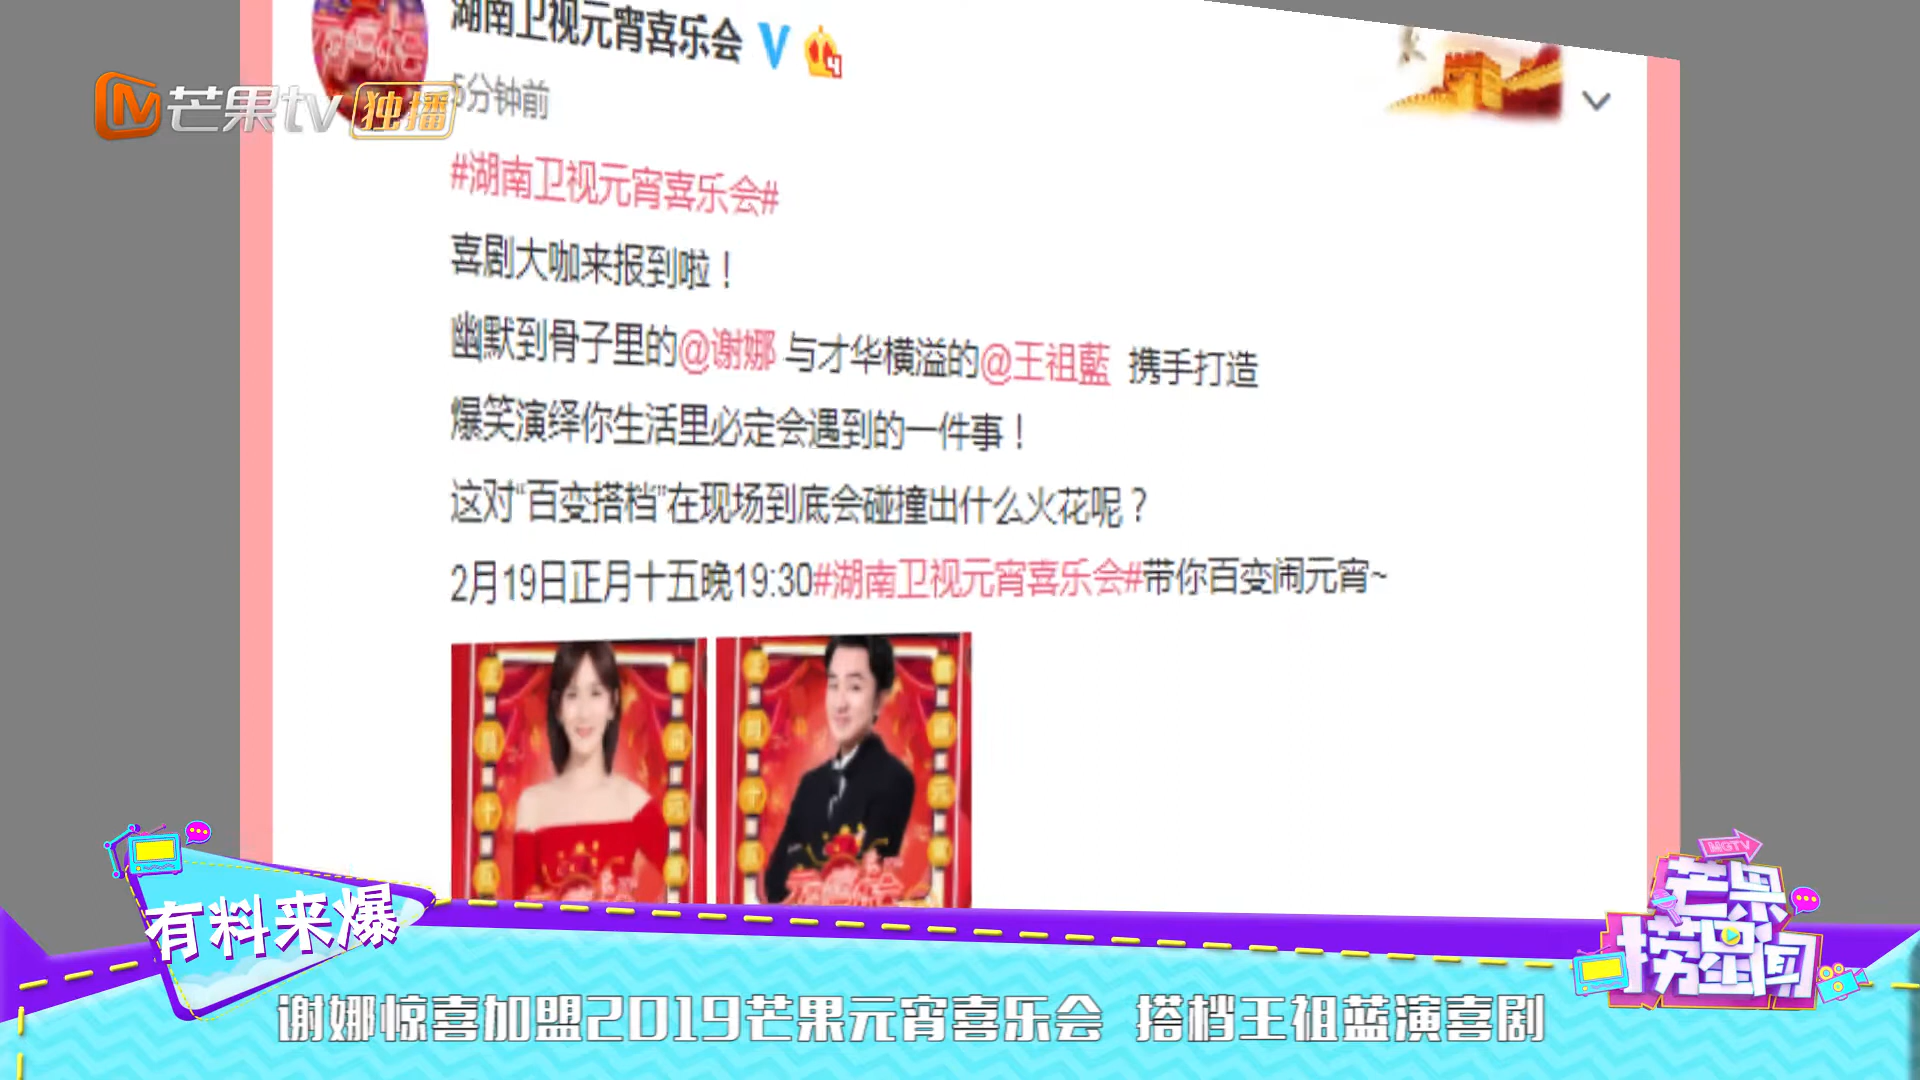 湖南卫视元宵喜乐会
5分钟前
芒果tv 独播
#湖南卫视元宵喜乐会#
喜剧大咖来报到啦！
幽默到骨子里的@谢娜 与才华横溢的@王祖藍 携手打造
爆笑演绎你生活里必定会遇到的一件事！
这对“百变搭档”在现场到底会碰撞出什么火花呢？
2月19日正月十五晚19:30#湖南卫视元宵喜乐会#带你百变闹元宵~
有料来爆
MGTV
芒果
捞星闻
谢娜惊喜加盟2019芒果元宵喜乐会 搭档王祖蓝演喜剧